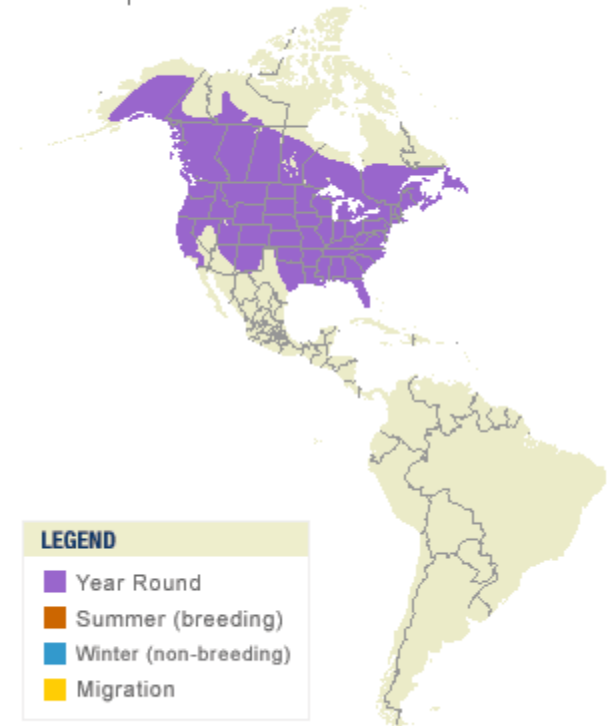 LEGEND
Year Round
Summer (breeding)
Winter (non-breeding)
Migration